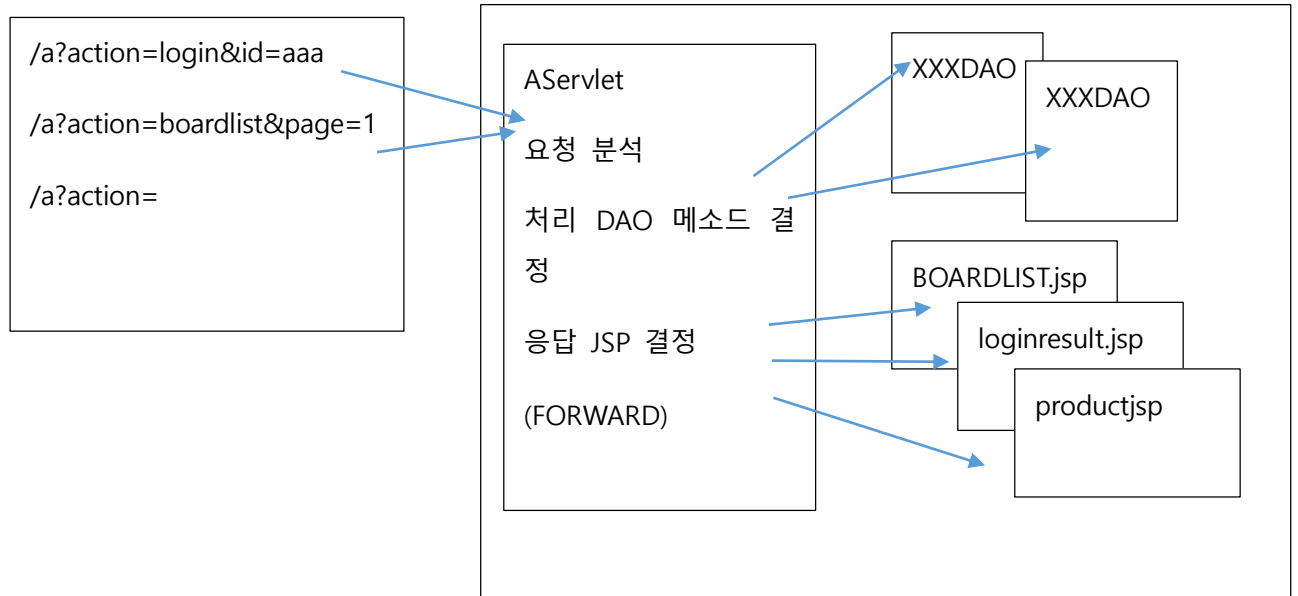 /a?action=login&id=aaa
/a?action=boardlist&page=1
/a?action=
AServlet
요청 분석
처리 DAO 메소드 결
정
응답 JSP 결정
(FORWARD)
XXXDAO
XXXDAO
BOARDLIST.jsp
loginresult.jsp
productjsp